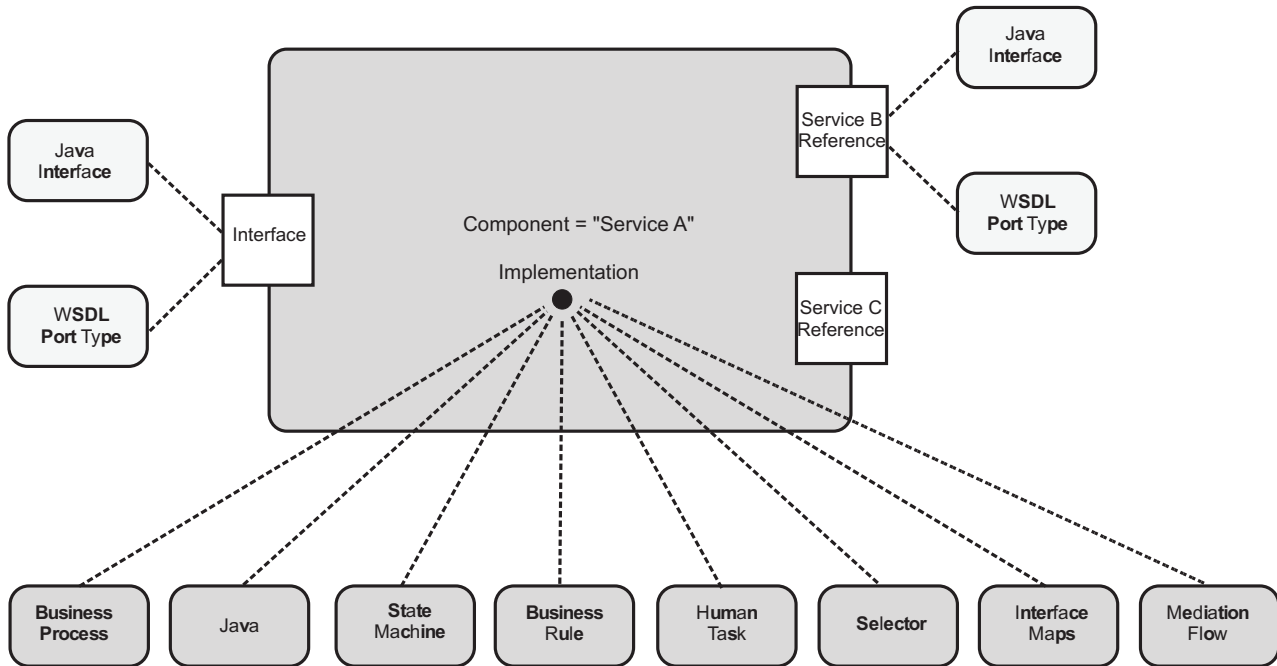 Java
Interface
Service B
Reference
Java
Interface
WSDL
Port Type
Interface
Component = "Service A"
Implementation
Service C
Reference
WSDL
Port Type
Business
Process
Java
State
Machine
Business
Rule
Human
Task
Selector
Interface
Maps
Mediation
Flow